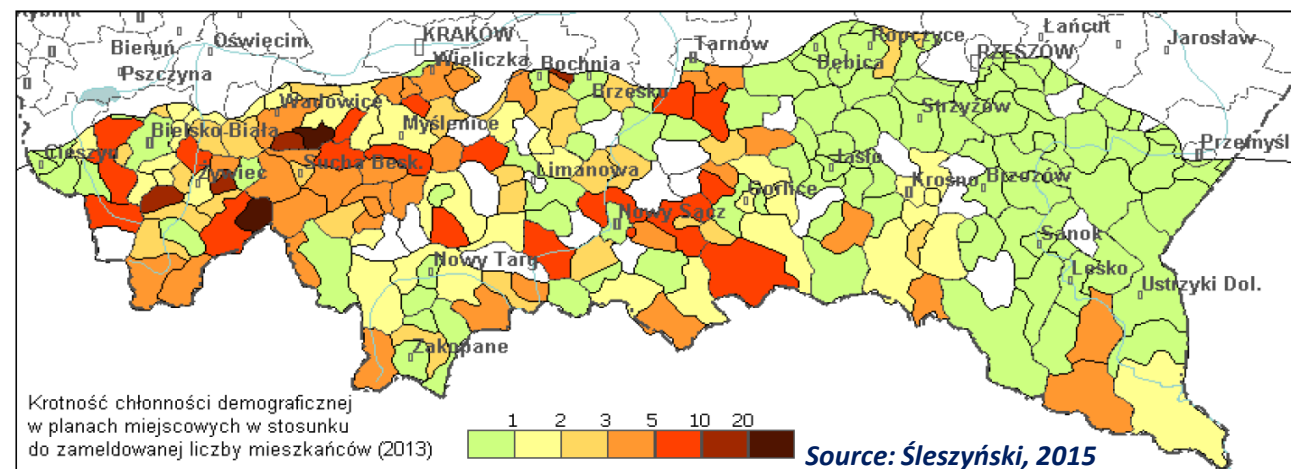 KRAKÓW
Łańcut
Oświęcim
Bieruń
Tarnów
Ropczyce
Jarosław
Wieliczka
RZESZÓW
Pszczyna
Bochnia
Dębica
Brzesko
Wadowice
Strzyżów
Myślenice
Bielsko-Biała
Przemyśl
Cieszyn
Sucha Besk.
Jasło
Limanowa
Żywiec
Gorlice
Krosno
Brzozów
Nowy Sącz
Sanok
Nowy Targ
Lesko
Ustrzyki Dol.
Zakopane
Krotność chłonności demograficznej
w planach miejscowych w stosunku
do zameldowanej liczby mieszkańców (2013)
1 2 3 5 10 20
Source: Śleszyński, 2015